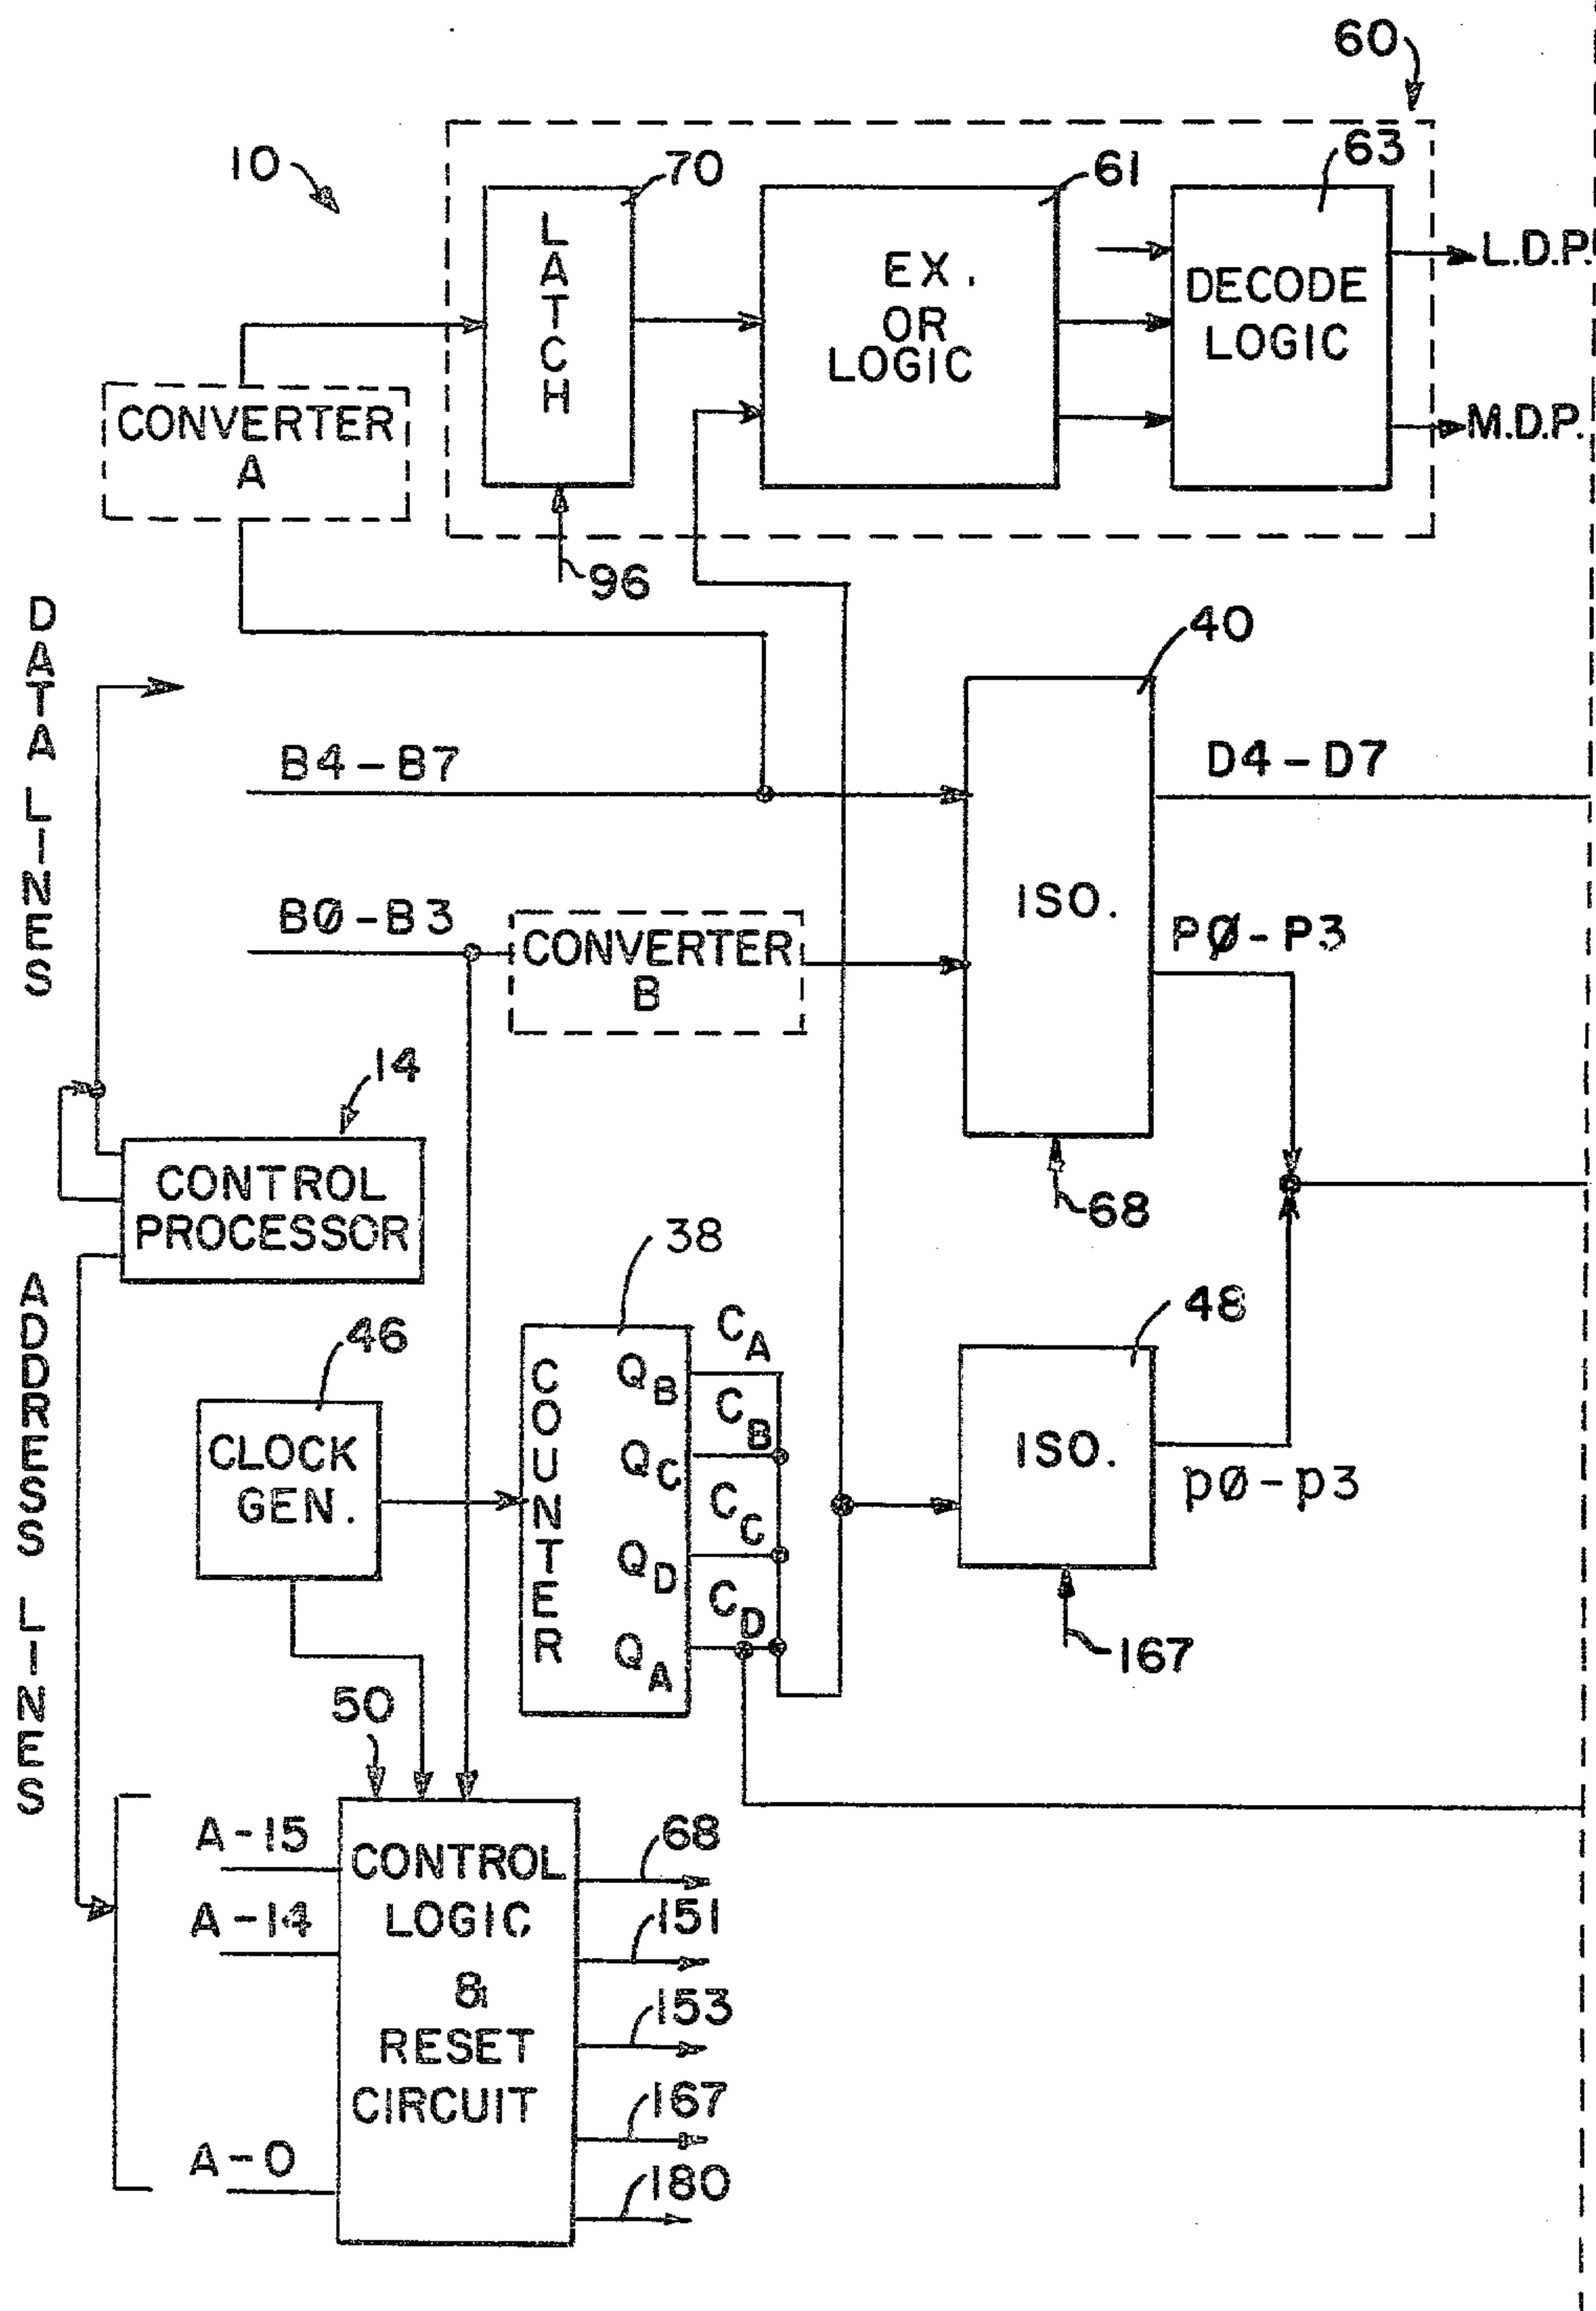 60
10
70
61
63
LATCH
EX.
OR
LOGIC
DECODE
LOGIC
L.D.P.
M.D.P.
CONVERTER
A
96
DATA LINES
40
B4-B7
D4-D7
ISO.
B0-B3
CONVERTER
B
P0-P3
14
CONTROL
PROCESSOR
68
38
ADDRESS LINES
46
CLOCK
GEN.
COUNTER
QB
QC
QD
QA
CA
CB
CC
CD
48
ISO.
p0-p3
167
50
A-15
A-14
A-0
CONTROL
LOGIC
&
RESET
CIRCUIT
68
151
153
167
180